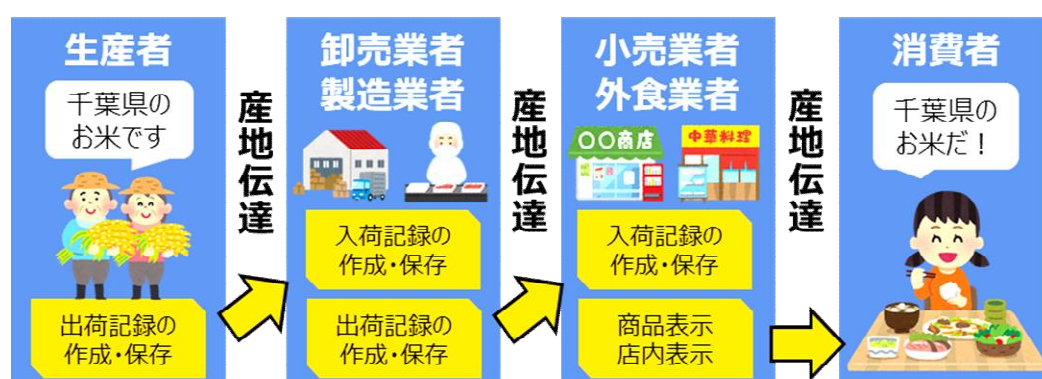 生産者
千葉県の
お米です
出荷記録の
作成・保存
産地伝達
卸売業者
製造業者
入荷記録の
作成・保存
出荷記録の
作成・保存
産地伝達
小売業者
外食業者
〇〇商店
中華料理
入荷記録の
作成・保存
商品表示
店内表示
産地伝達
消費者
千葉県の
お米だ！